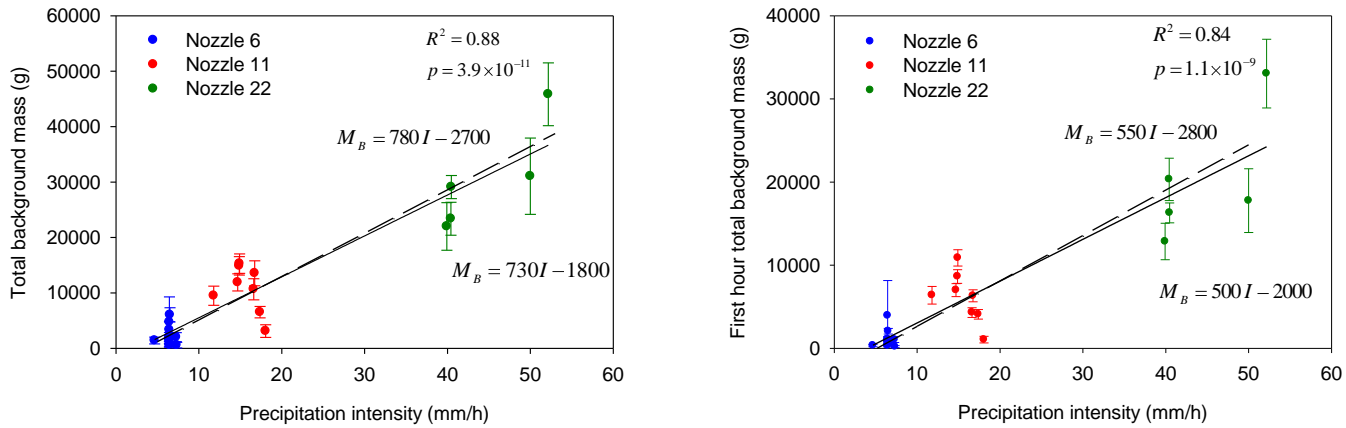 60000
50000
40000
30000
20000
10000
0
Total background mass (g)
Nozzle 6
Nozzle 11
Nozzle 22
R² = 0.88
p = 3.9×10⁻¹¹
M_B = 780 I − 2700
M_B = 730 I − 1800
0 10 20 30 40 50 60
Precipitation intensity (mm/h)
40000
30000
20000
10000
0
First hour total background mass (g)
Nozzle 6
Nozzle 11
Nozzle 22
R² = 0.84
p = 1.1×10⁻⁹
M_B = 550 I − 2800
M_B = 500 I − 2000
0 10 20 30 40 50 60
Precipitation intensity (mm/h)